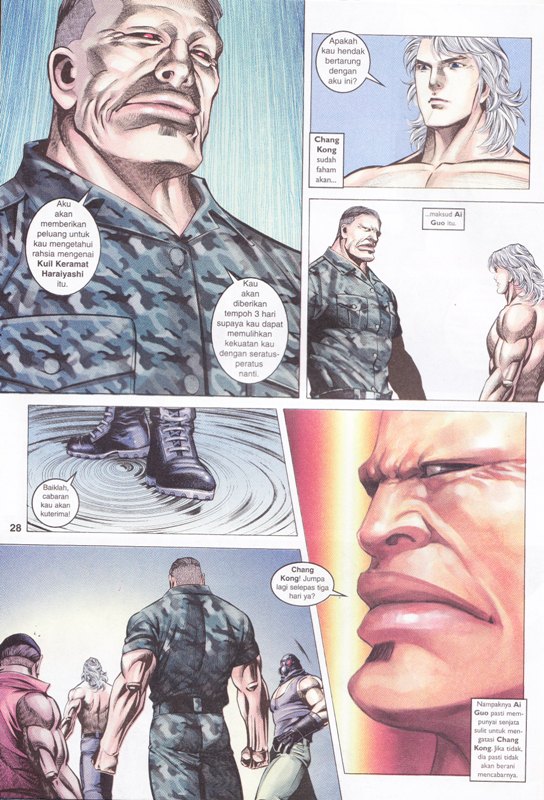 Aku
akan
memberikan
peluang untuk
kau mengetahui
rahsia mengenai
Kuil Keramat
Haraiyashi
itu.
Kau
akan
diberikan
tempoh 3 hari
supaya kau dapat
memulihkan
kekuatan kau
dengan seratus-
peratus
nanti.
Apakah
kau hendak
bertarung
dengan
aku ini?
Chang
Kong
sudah
faham
akan...
...maksud Ai
Guo itu.
Baiklah,
cabaran
kau akan
kuterima!
28
Chang
Kong! Jumpa
lagi selepas tiga
hari ya?
Nampaknya Ai
Guo pasti mem-
punyai senjata
sulit untuk men-
gatasi Chang
Kong. Jika tidak,
dia pasti tidak
akan berani
mencabarnya.